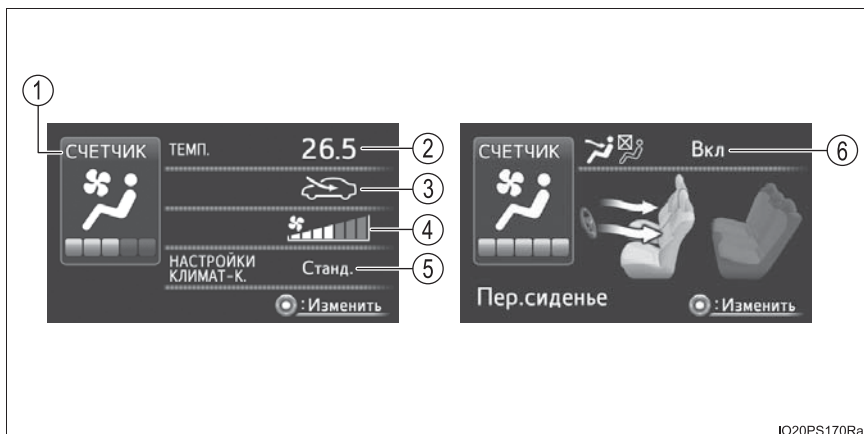 1
СЧЕТЧИК
ТЕМП. 26.5 2
3
4
НАСТРОЙКИ
КЛИМАТ-К. Станд. 5
:Изменить
СЧЕТЧИК
Вкл 6
Пер.сиденье
:Изменить
IO20PS170Ra